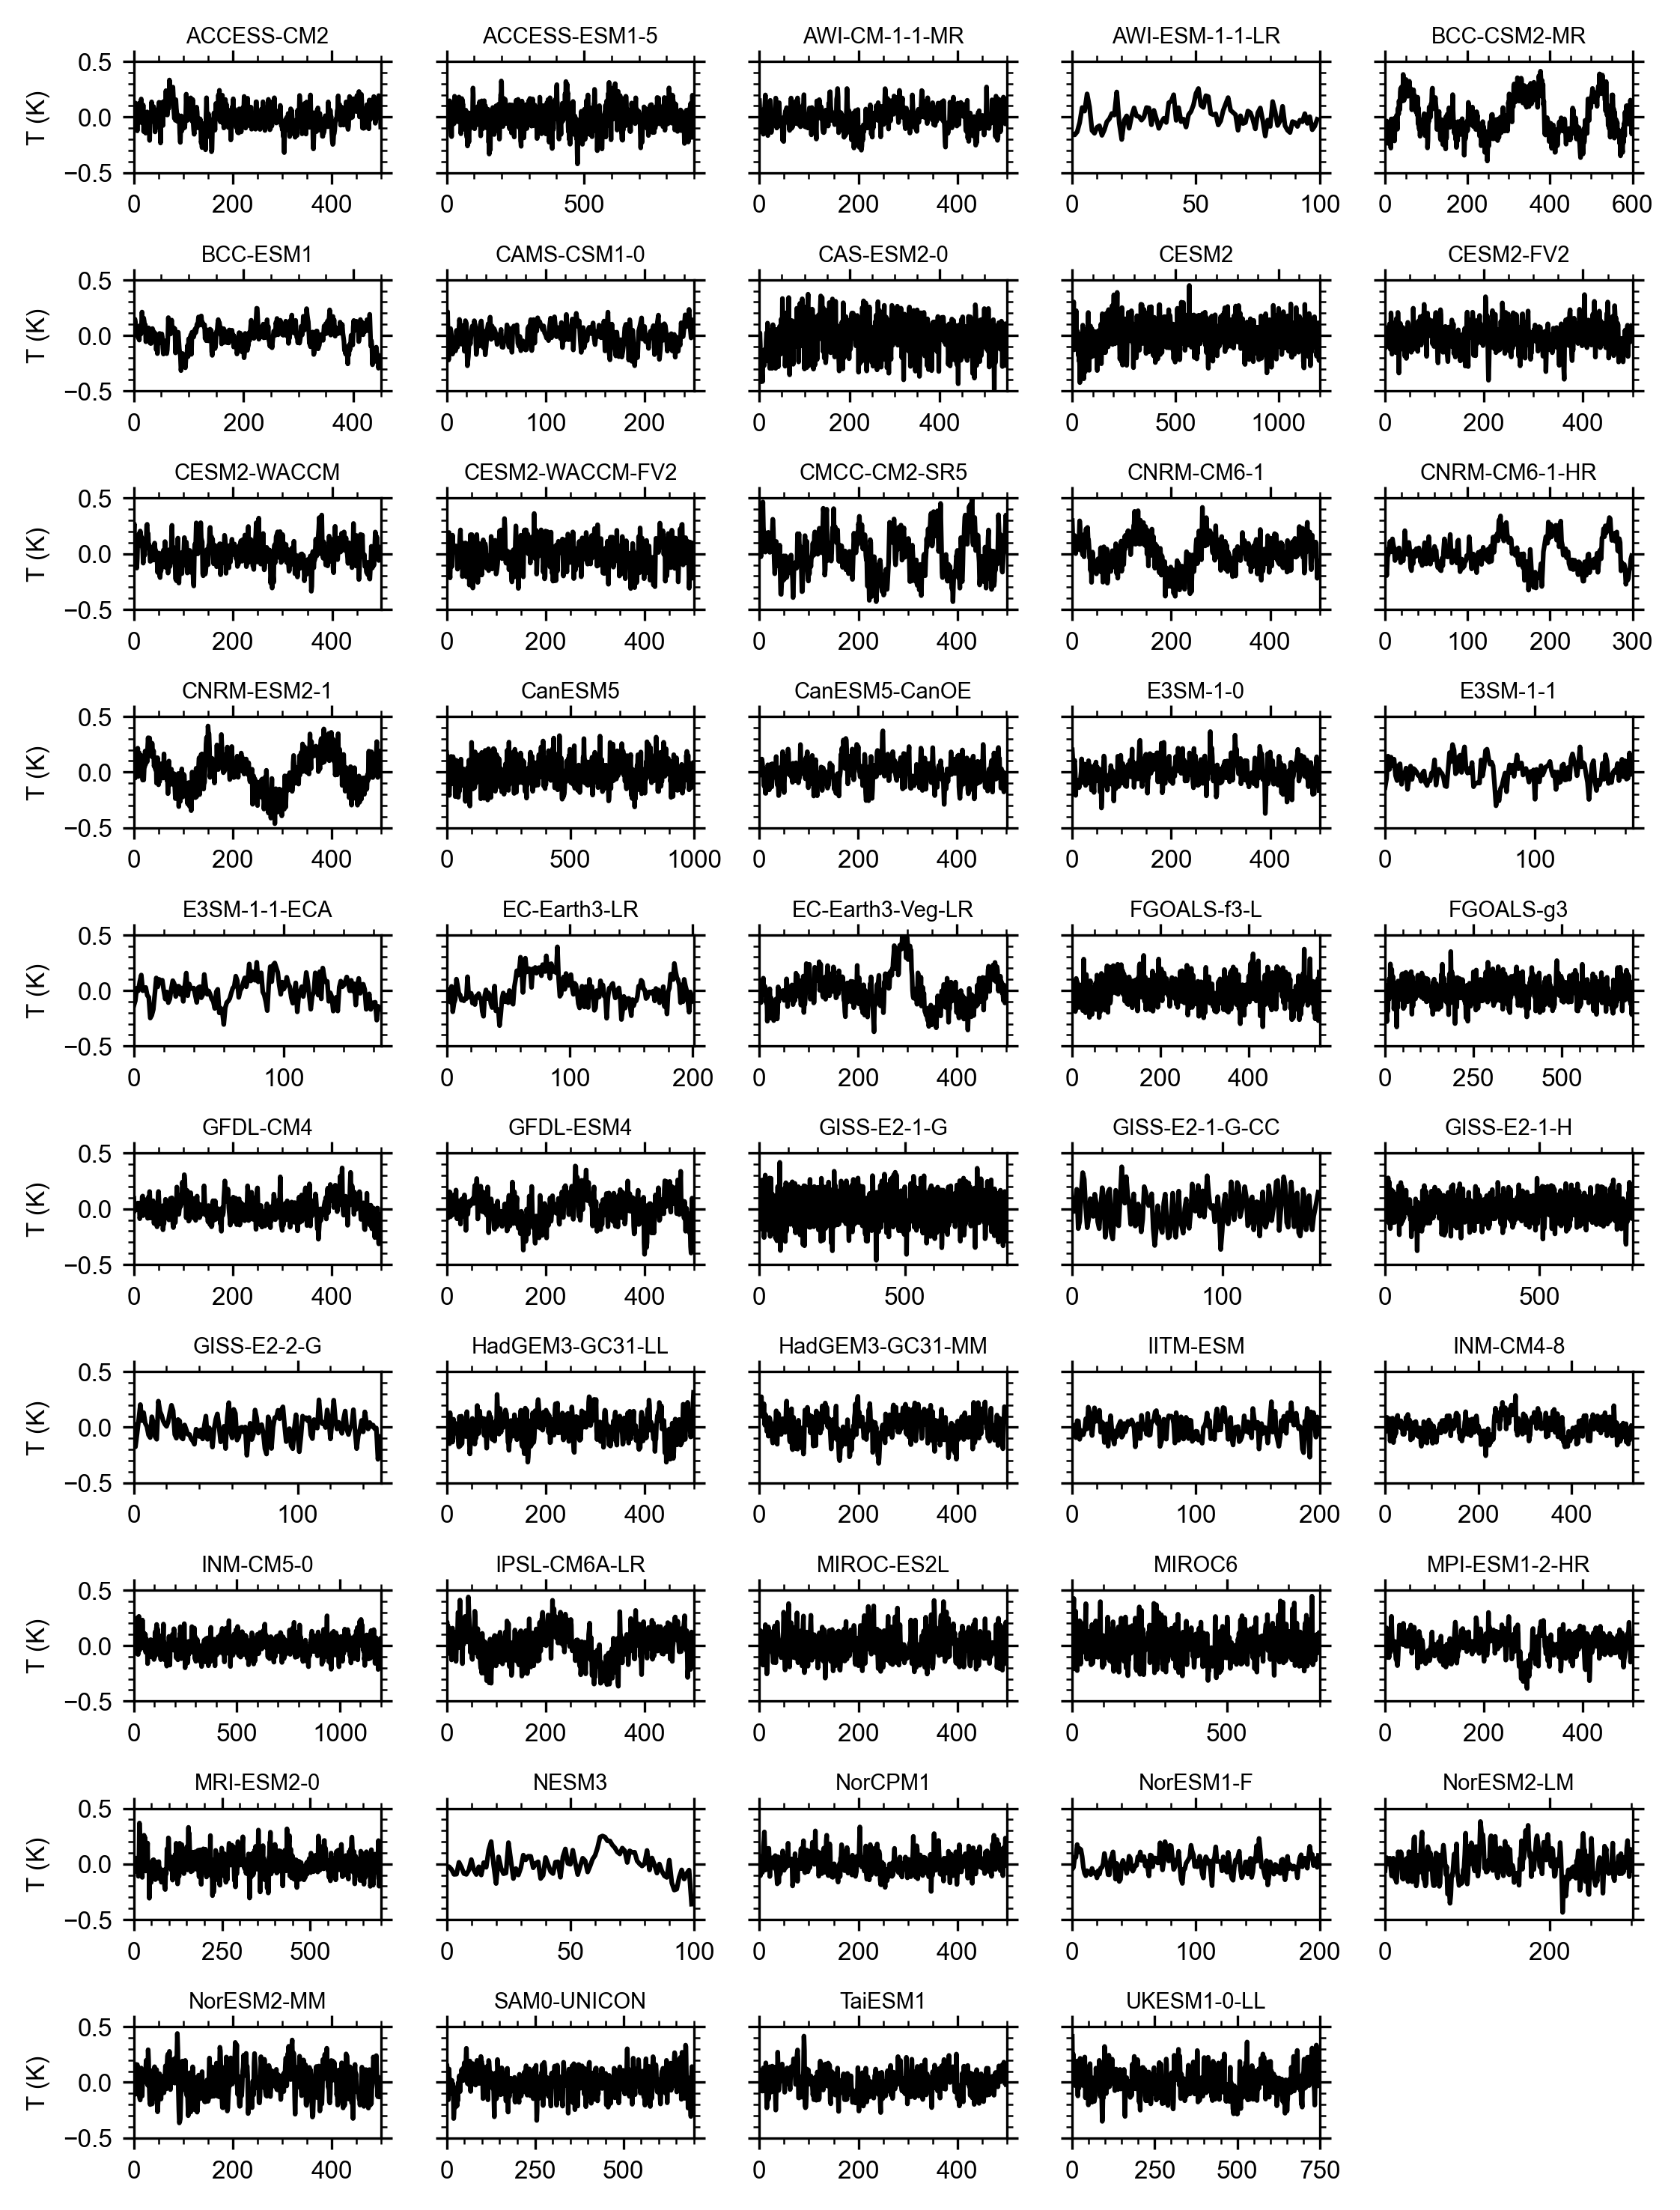 ACCESS-CM2 ACCESS-ESM1-5 AWI-CM-1-1-MR AWI-ESM-1-1-LR BCC-CSM2-MR
T (K)
0.5
0.0
−0.5
0 200 400 0 500 0 200 400 0 50 100 0 200 400 600
BCC-ESM1 CAMS-CSM1-0 CAS-ESM2-0 CESM2 CESM2-FV2
T (K)
0.5
0.0
−0.5
0 200 400 0 100 200 0 200 400 0 500 1000 0 200 400
CESM2-WACCM CESM2-WACCM-FV2 CMCC-CM2-SR5 CNRM-CM6-1 CNRM-CM6-1-HR
T (K)
0.5
0.0
−0.5
0 200 400 0 200 400 0 200 400 0 200 400 0 100 200 300
CNRM-ESM2-1 CanESM5 CanESM5-CanOE E3SM-1-0 E3SM-1-1
T (K)
0.5
0.0
−0.5
0 200 400 0 500 1000 0 200 400 0 200 400 0 100
E3SM-1-1-ECA EC-Earth3-LR EC-Earth3-Veg-LR FGOALS-f3-L FGOALS-g3
T (K)
0.5
0.0
−0.5
0 100 0 100 200 0 200 400 0 200 400 0 250 500
GFDL-CM4 GFDL-ESM4 GISS-E2-1-G GISS-E2-1-G-CC GISS-E2-1-H
T (K)
0.5
0.0
−0.5
0 200 400 0 200 400 0 500 0 100 0 500
GISS-E2-2-G HadGEM3-GC31-LL HadGEM3-GC31-MM IITM-ESM INM-CM4-8
T (K)
0.5
0.0
−0.5
0 100 0 200 400 0 200 400 0 100 200 0 200 400
INM-CM5-0 IPSL-CM6A-LR MIROC-ES2L MIROC6 MPI-ESM1-2-HR
T (K)
0.5
0.0
−0.5
0 500 1000 0 200 400 0 200 400 0 500 0 200 400
MRI-ESM2-0 NESM3 NorCPM1 NorESM1-F NorESM2-LM
T (K)
0.5
0.0
−0.5
0 250 500 0 50 100 0 200 400 0 100 200 0 200
NorESM2-MM SAM0-UNICON TaiESM1 UKESM1-0-LL
T (K)
0.5
0.0
−0.5
0 200 400 0 250 500 0 200 400 0 250 500 750